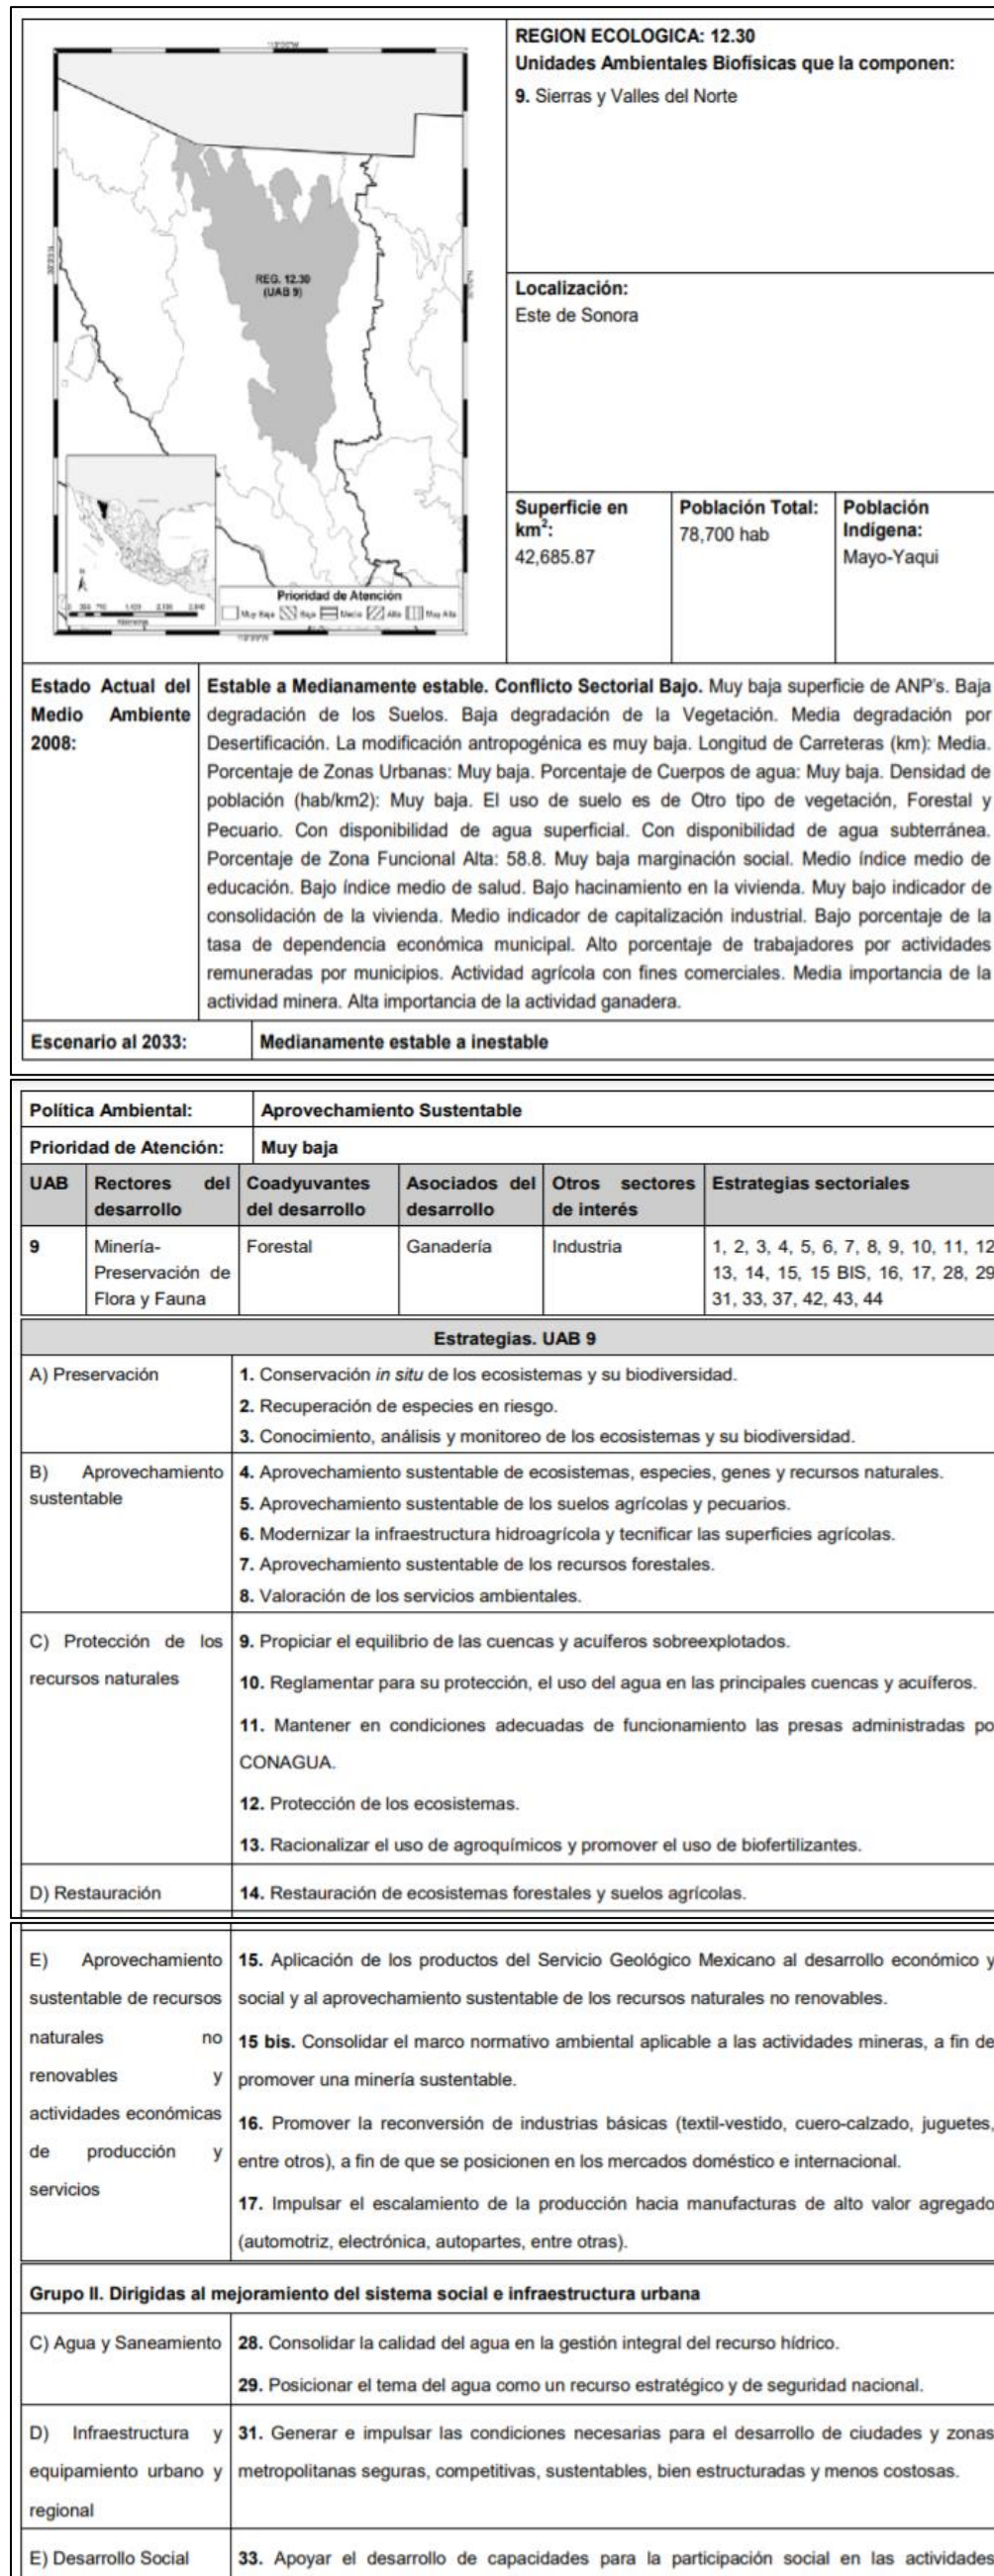 REGION ECOLOGICA: 12.30
Unidades Ambientales Biofísicas que la componen:
9. Sierras y Valles del Norte
REG. 12.30
(UAB 9)
Localización:
Este de Sonora
Superficie en
km2:
42,685.87
Población Total:
78,700 hab
Población
Indígena:
Mayo-Yaqui
Prioridad de Atención
Muy Baja Baja Media Alta Muy Alta
N
Estado Actual del
Medio Ambiente
2008:
Estable a Medianamente estable. Conflicto Sectorial Bajo. Muy baja superficie de ANP's. Baja
degradación de los Suelos. Baja degradación de la Vegetación. Media degradación por
Desertificación. La modificación antropogénica es muy baja. Longitud de Carreteras (km): Media.
Porcentaje de Zonas Urbanas: Muy baja. Porcentaje de Cuerpos de agua: Muy baja. Densidad de
población (hab/km2): Muy baja. El uso de suelo es de Otro tipo de vegetación, Forestal y
Pecuario. Con disponibilidad de agua superficial. Con disponibilidad de agua subterránea.
Porcentaje de Zona Funcional Alta: 58.8. Muy baja marginación social. Medio índice medio de
educación. Bajo índice medio de salud. Bajo hacinamiento en la vivienda. Muy bajo indicador de
consolidación de la vivienda. Medio indicador de capitalización industrial. Bajo porcentaje de la
tasa de dependencia económica municipal. Alto porcentaje de trabajadores por actividades
remuneradas por municipios. Actividad agrícola con fines comerciales. Media importancia de la
actividad minera. Alta importancia de la actividad ganadera.
Escenario al 2033: Medianamente estable a inestable
Política Ambiental: Aprovechamiento Sustentable
Prioridad de Atención: Muy baja
UAB
Rectores del
desarrollo
Coadyuvantes
del desarrollo
Asociados del
desarrollo
Otros sectores
de interés
Estrategias sectoriales
9
Minería-
Preservación de
Flora y Fauna
Forestal
Ganadería
Industria
1, 2, 3, 4, 5, 6, 7, 8, 9, 10, 11, 12
13, 14, 15, 15 BIS, 16, 17, 28, 29
31, 33, 37, 42, 43, 44
Estrategias. UAB 9
A) Preservación
1. Conservación in situ de los ecosistemas y su biodiversidad.
2. Recuperación de especies en riesgo.
3. Conocimiento, análisis y monitoreo de los ecosistemas y su biodiversidad.
B) Aprovechamiento
sustentable
4. Aprovechamiento sustentable de ecosistemas, especies, genes y recursos naturales.
5. Aprovechamiento sustentable de los suelos agrícolas y pecuarios.
6. Modernizar la infraestructura hidroagrícola y tecnificar las superficies agrícolas.
7. Aprovechamiento sustentable de los recursos forestales.
8. Valoración de los servicios ambientales.
C) Protección de los
recursos naturales
9. Propiciar el equilibrio de las cuencas y acuíferos sobreexplotados.
10. Reglamentar para su protección, el uso del agua en las principales cuencas y acuíferos.
11. Mantener en condiciones adecuadas de funcionamiento las presas administradas po
CONAGUA.
12. Protección de los ecosistemas.
13. Racionalizar el uso de agroquímicos y promover el uso de biofertilizantes.
D) Restauración
14. Restauración de ecosistemas forestales y suelos agrícolas.
E) Aprovechamiento
sustentable de recursos
naturales no
renovables y
actividades económicas
de producción y
servicios
15. Aplicación de los productos del Servicio Geológico Mexicano al desarrollo económico y
social y al aprovechamiento sustentable de los recursos naturales no renovables.
15 bis. Consolidar el marco normativo ambiental aplicable a las actividades mineras, a fin de
promover una minería sustentable.
16. Promover la reconversión de industrias básicas (textil-vestido, cuero-calzado, juguetes,
entre otros), a fin de que se posicionen en los mercados doméstico e internacional.
17. Impulsar el escalamiento de la producción hacia manufacturas de alto valor agregado
(automotriz, electrónica, autopartes, entre otras).
Grupo II. Dirigidas al mejoramiento del sistema social e infraestructura urbana
C) Agua y Saneamiento
28. Consolidar la calidad del agua en la gestión integral del recurso hídrico.
29. Posicionar el tema del agua como un recurso estratégico y de seguridad nacional.
D) Infraestructura y
equipamiento urbano y
regional
31. Generar e impulsar las condiciones necesarias para el desarrollo de ciudades y zonas
metropolitanas seguras, competitivas, sustentables, bien estructuradas y menos costosas.
E) Desarrollo Social
33. Apoyar el desarrollo de capacidades para la participación social en las actividades